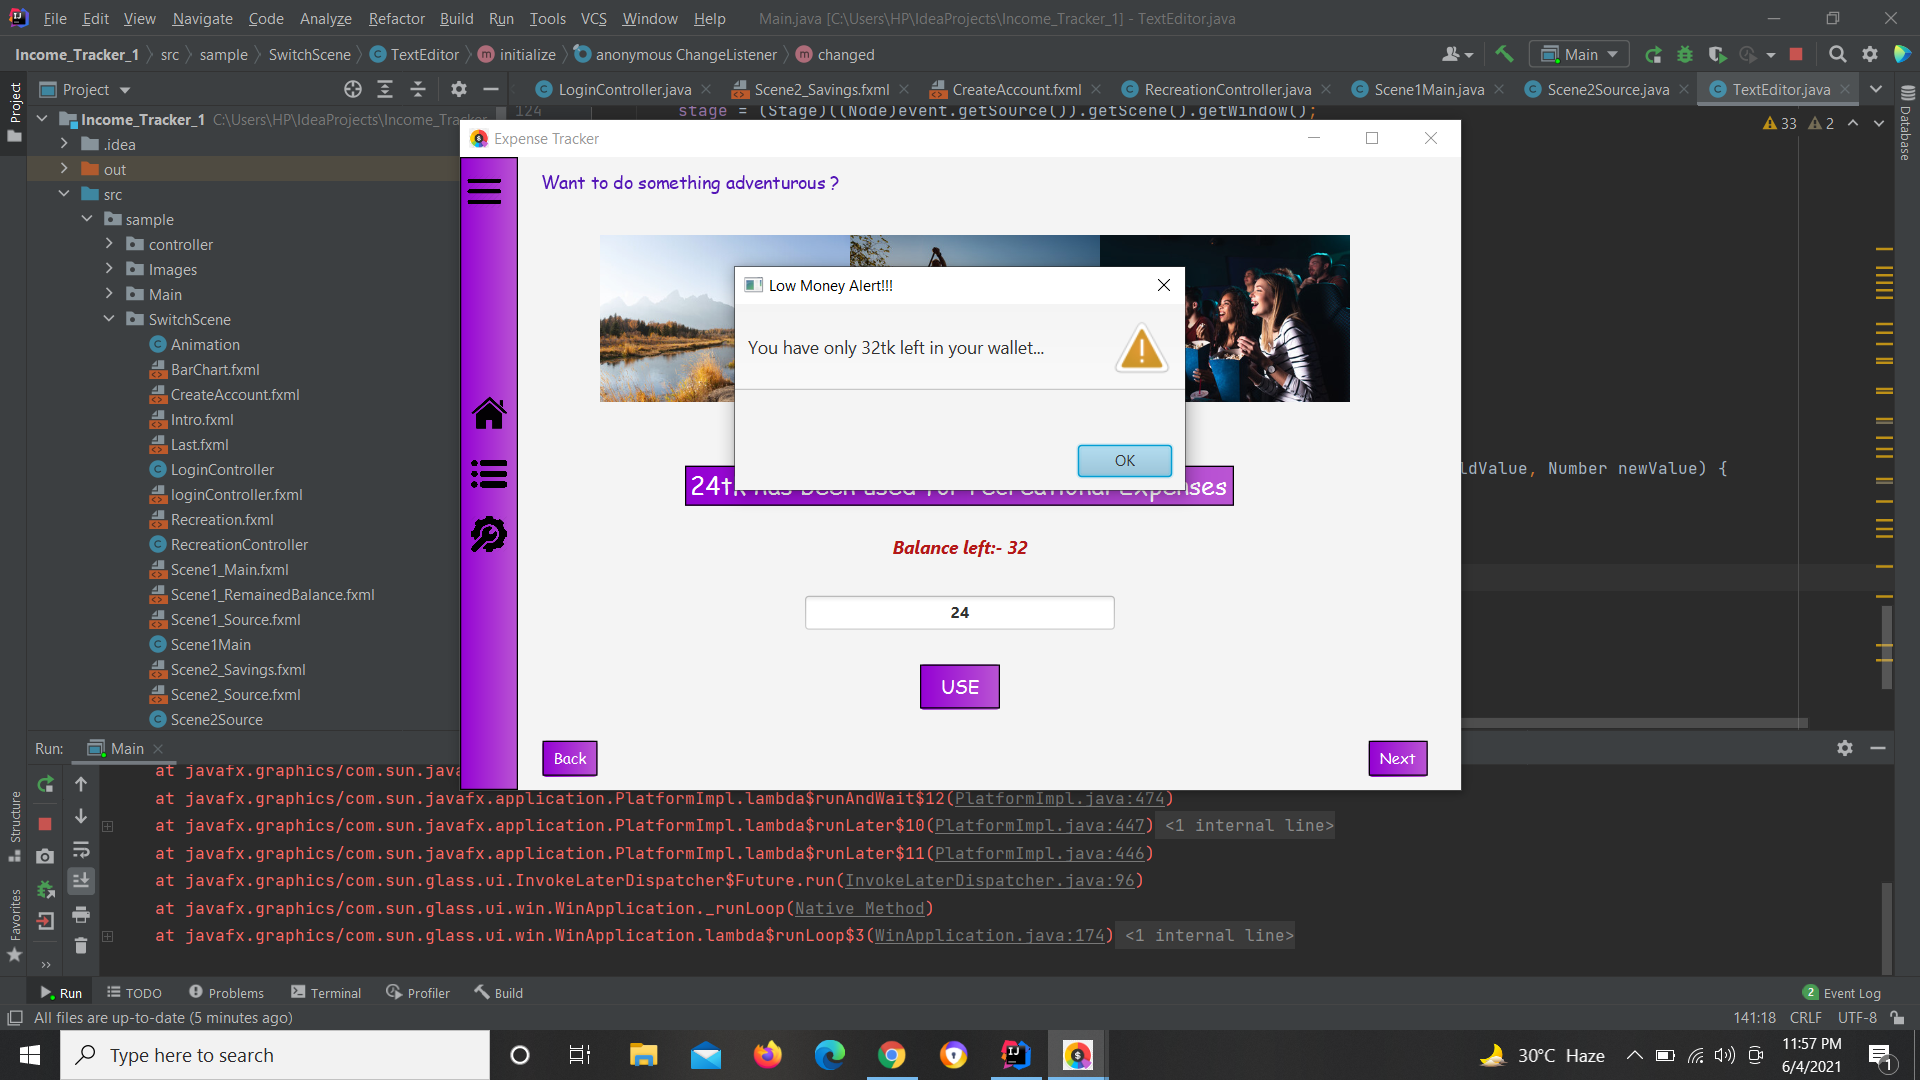 File Edit View Navigate Code Analyze Refactor Build Run Tools VCS Window Help Main.java [C:\Users\HP\IdeaProjects\Income_Tracker_1] - TextEditor.java
Income_Tracker_1 src sample SwitchScene TextEditor initialize anonymous ChangeListener changed Main
Project LoginController.java Scene2_Savings.fxml CreateAccount.fxml RecreationController.java Scene1Main.java Scene2Source.java TextEditor.java
124 stage = (Stage)((Node)event.getSource()).getScene().getWindow();
Income_Tracker_1 C:\Users\HP\IdeaProjects\Income_Tracker
33 2
.idea
out
src
sample
controller
Images
Main
SwitchScene
Animation
BarChart.fxml
CreateAccount.fxml
Intro.fxml
Last.fxml
LoginController
loginController.fxml
Recreation.fxml
RecreationController
Scene1_Main.fxml
Scene1_RemainedBalance.fxml
Scene1_Source.fxml
Scene1Main
Scene2_Savings.fxml
Scene2_Source.fxml
Scene2Source
Project
Structure
Favorites
Database
Expense Tracker
Want to do something adventurous ?
Low Money Alert!!!
You have only 32tk left in your wallet...
OK
24tk has been used for recreational Expenses
Balance left:- 32
24
USE
Back Next
ldValue, Number newValue) {
Run: Main
at javafx.graphics/com.sun.java
at javafx.graphics/com.sun.javafx.application.PlatformImpl.lambda$runAndWait$12(PlatformImpl.java:474)
at javafx.graphics/com.sun.javafx.application.PlatformImpl.lambda$runLater$10(PlatformImpl.java:447) <1 internal line>
at javafx.graphics/com.sun.javafx.application.PlatformImpl.lambda$runLater$11(PlatformImpl.java:446)
at javafx.graphics/com.sun.glass.ui.InvokeLaterDispatcher$Future.run(InvokeLaterDispatcher.java:96)
at javafx.graphics/com.sun.glass.ui.win.WinApplication._runLoop(Native Method)
at javafx.graphics/com.sun.glass.ui.win.WinApplication.lambda$runLoop$3(WinApplication.java:174) <1 internal line>
Run TODO Problems Terminal Profiler Build 2 Event Log
All files are up-to-date (5 minutes ago) 141:18 CRLF UTF-8
Type here to search 30°C Haze 11:57 PM
6/4/2021 1